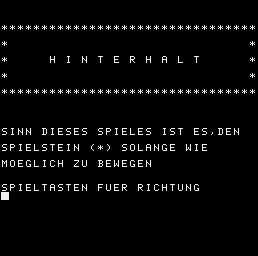 ********************************
*                              *
*     H I N T E R H A L T      *
*                              *
********************************
SINN DIESES SPIELES IST ES,DEN
SPIELSTEIN (*) SOLANGE WIE
MOEGLICH ZU BEWEGEN
SPIELTASTEN FUER RICHTUNG